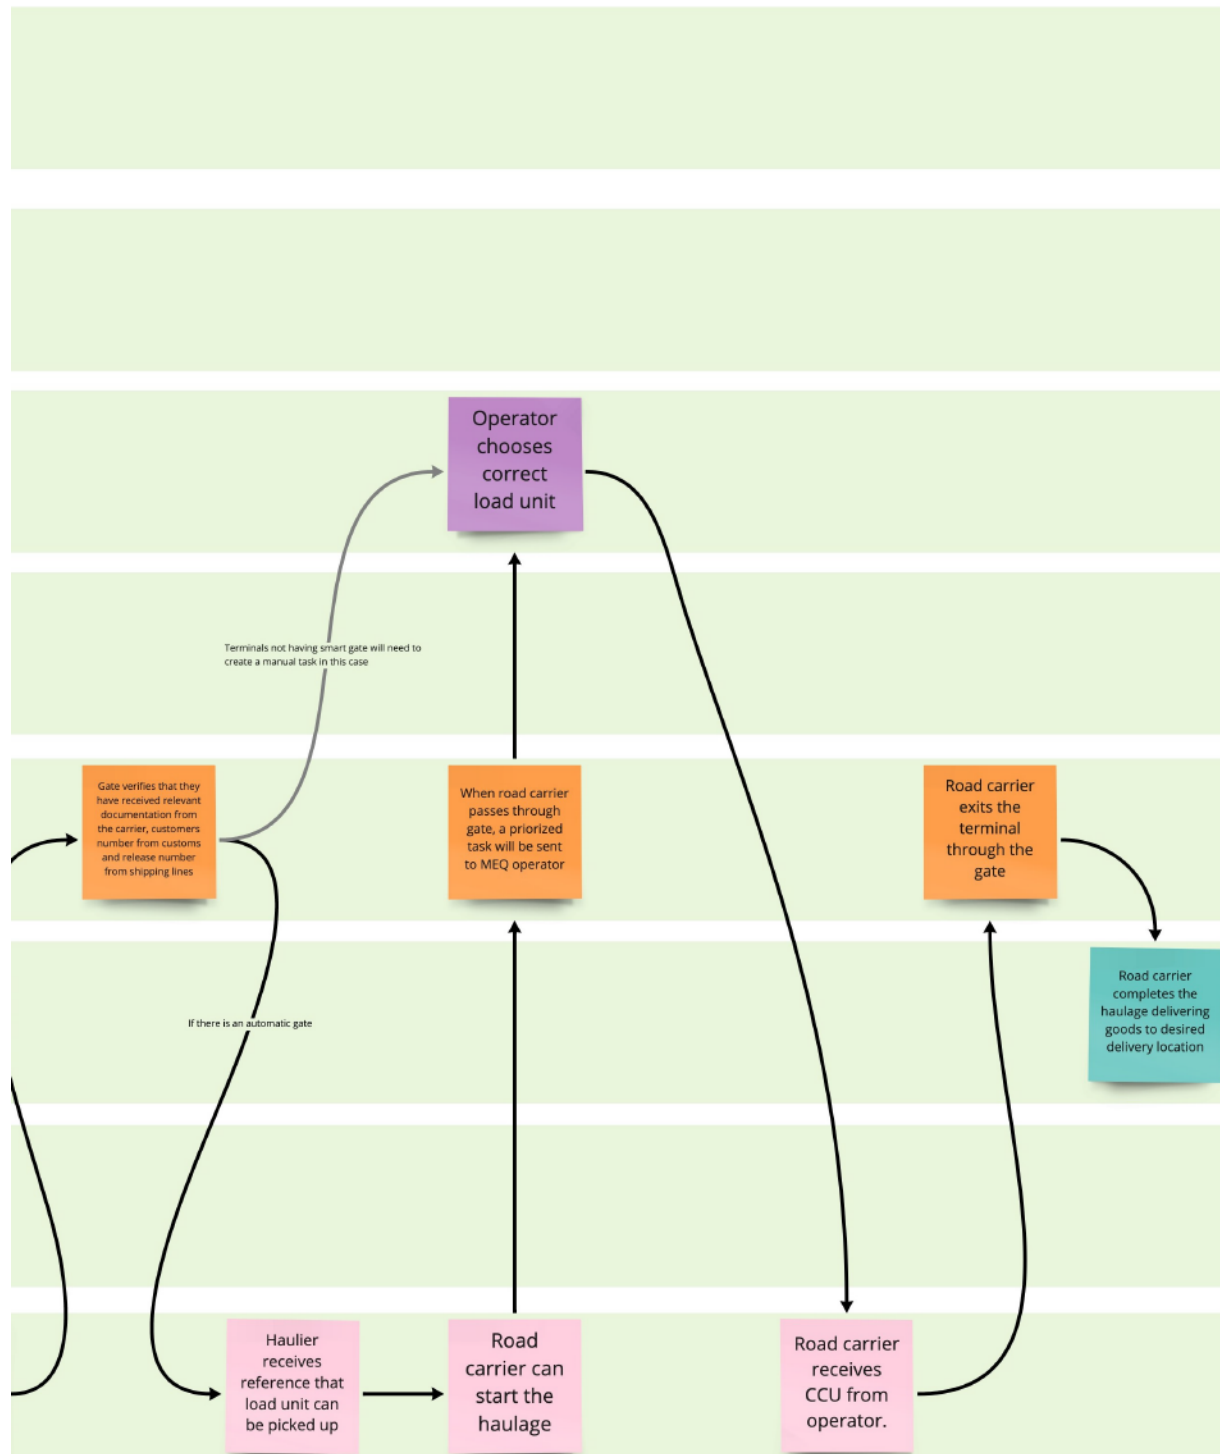 Operator
chooses
correct
load unit
Terminals not having smart gate will need to
create a manual task in this case
Gate verifies that they
have received relevant
documentation from
the carrier, customers
number from customs
and release number
from shipping lines
When road carrier
passes through
gate, a priorized
task will be sent
to MEQ operator
Road carrier
exits the
terminal
through the
gate
Road carrier
completes the
haulage delivering
goods to desired
delivery location
If there is an automatic gate
Haulier
receives
reference that
load unit can
be picked up
Road
carrier can
start the
haulage
Road carrier
receives
CCU from
operator.